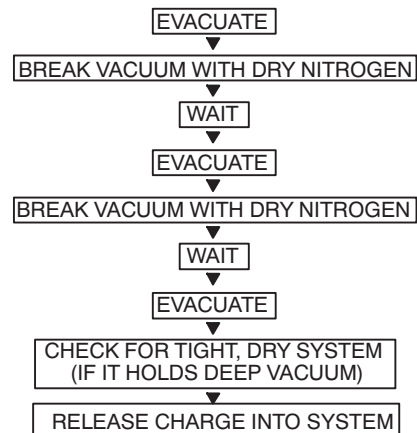 EVACUATE
BREAK VACUUM WITH DRY NITROGEN
WAIT
EVACUATE
BREAK VACUUM WITH DRY NITROGEN
WAIT
EVACUATE
CHECK FOR TIGHT, DRY SYSTEM
(IF IT HOLDS DEEP VACUUM)
RELEASE CHARGE INTO SYSTEM